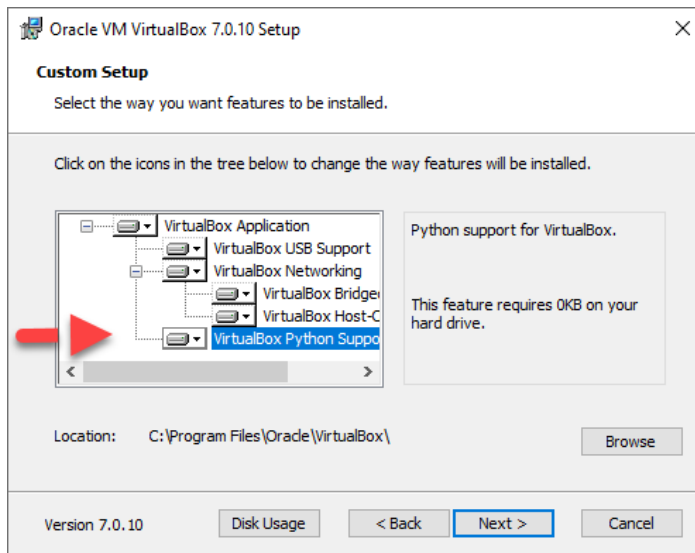 Oracle VM VirtualBox 7.0.10 Setup
Custom Setup
Select the way you want features to be installed.
Click on the icons in the tree below to change the way features will be installed.
VirtualBox Application
VirtualBox USB Support
VirtualBox Networking
VirtualBox Bridge
VirtualBox Host-C
VirtualBox Python Suppo
Python support for VirtualBox.
This feature requires 0KB on your
hard drive.
Location: C:\Program Files\Oracle\VirtualBox\
Browse
Version 7.0.10
Disk Usage
< Back
Next >
Cancel